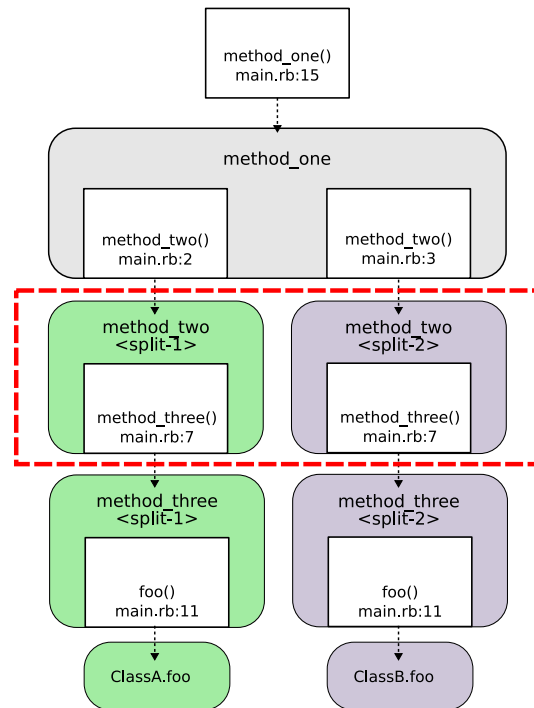 method_one()
main.rb:15
method_one
method_two()
main.rb:2
method_two()
main.rb:3
method_two
<split-1>
method_two
<split-2>
method_three()
main.rb:7
method_three()
main.rb:7
method_three
<split-1>
method_three
<split-2>
foo()
main.rb:11
foo()
main.rb:11
ClassA.foo
ClassB.foo